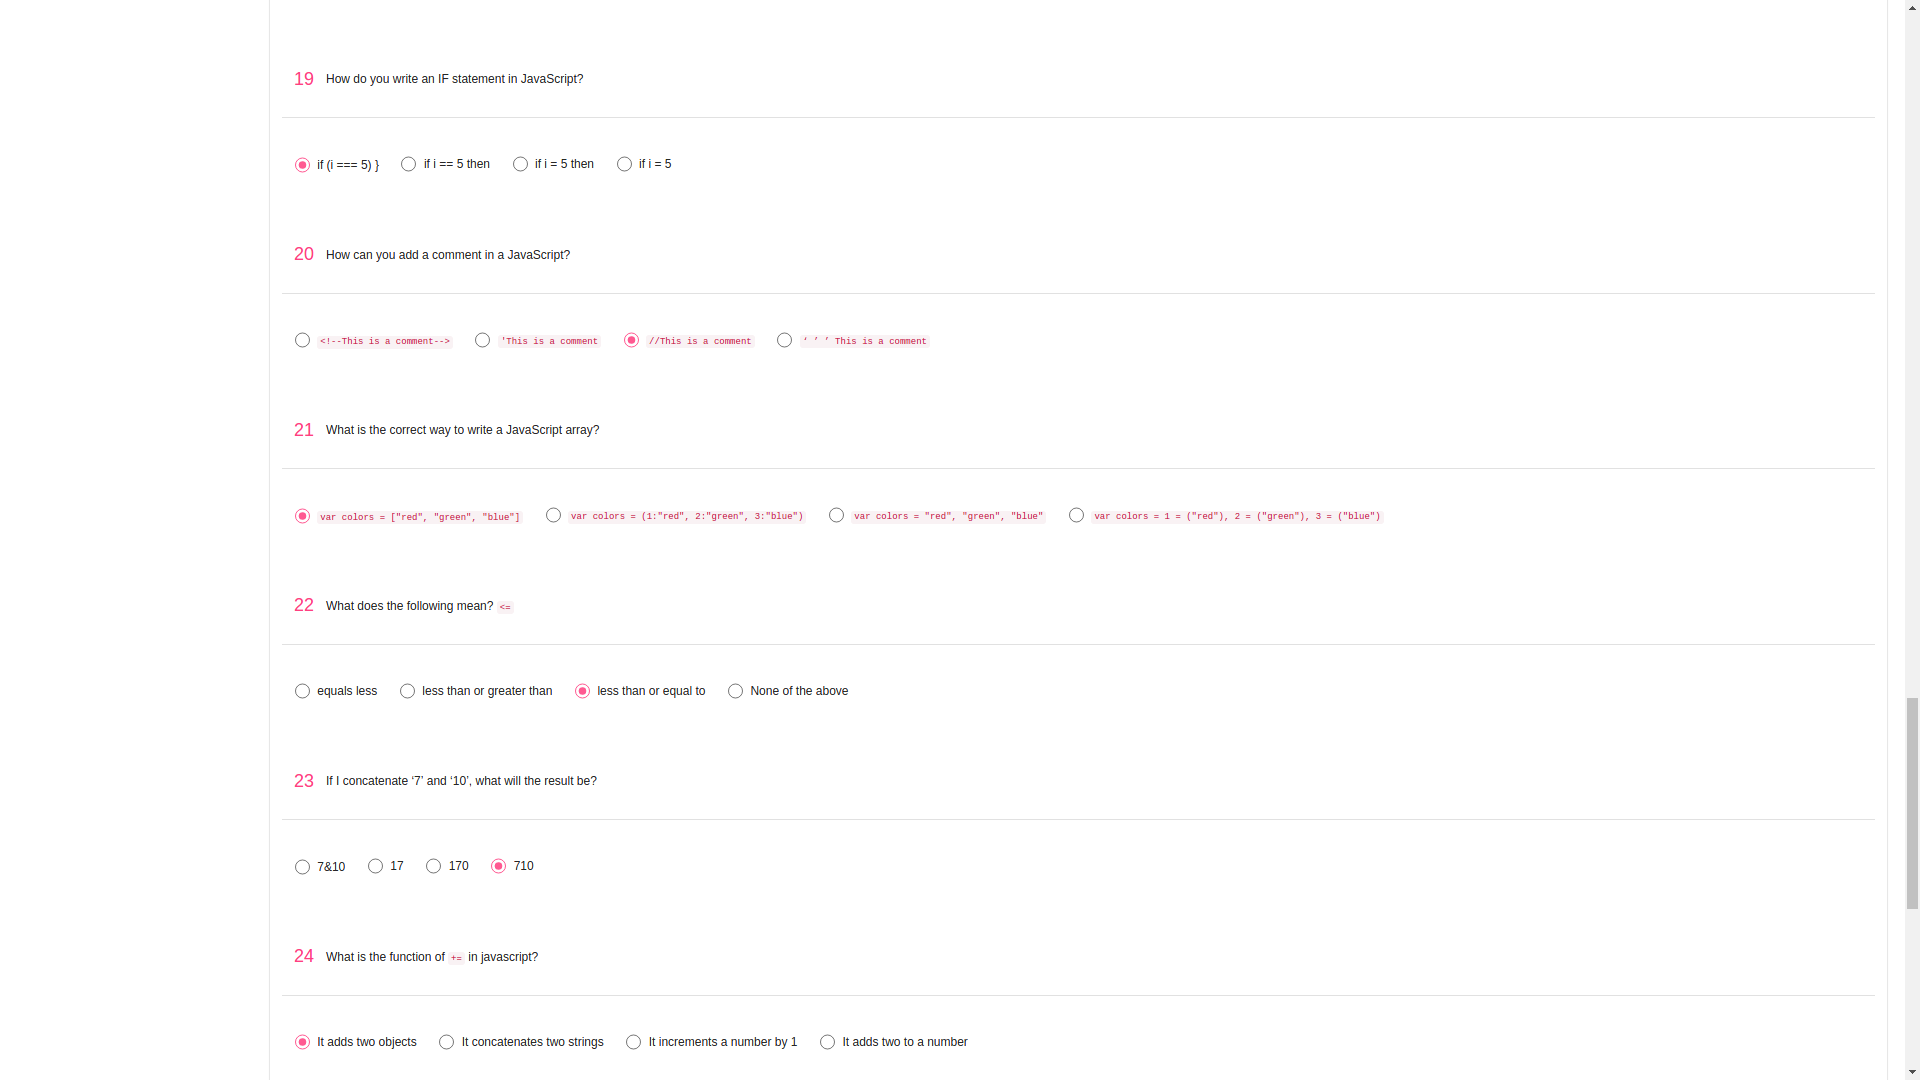 19 How do you write an IF statement in JavaScript?
if (i === 5) } if i == 5 then if i = 5 then if i = 5
20 How can you add a comment in a JavaScript?
<!--This is a comment--> 'This is a comment //This is a comment ‘ ’ ’ This is a comment
21 What is the correct way to write a JavaScript array?
var colors = ["red", "green", "blue"] var colors = (1:"red", 2:"green", 3:"blue") var colors = "red", "green", "blue" var colors = 1 = ("red"), 2 = ("green"), 3 = ("blue")
22 What does the following mean? <=
equals less less than or greater than less than or equal to None of the above
23 If I concatenate ‘7’ and ‘10’, what will the result be?
7&10 17 170 710
24 What is the function of += in javascript?
It adds two objects It concatenates two strings It increments a number by 1 It adds two to a number